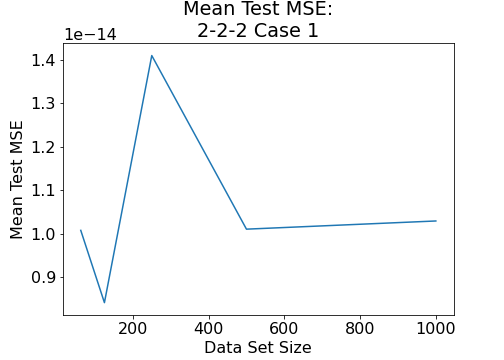 Mean Test MSE:
2-2-2 Case 1
1e−14
1.4
1.3
1.2
1.1
1.0
0.9
Mean Test MSE
200 400 600 800 1000
Data Set Size